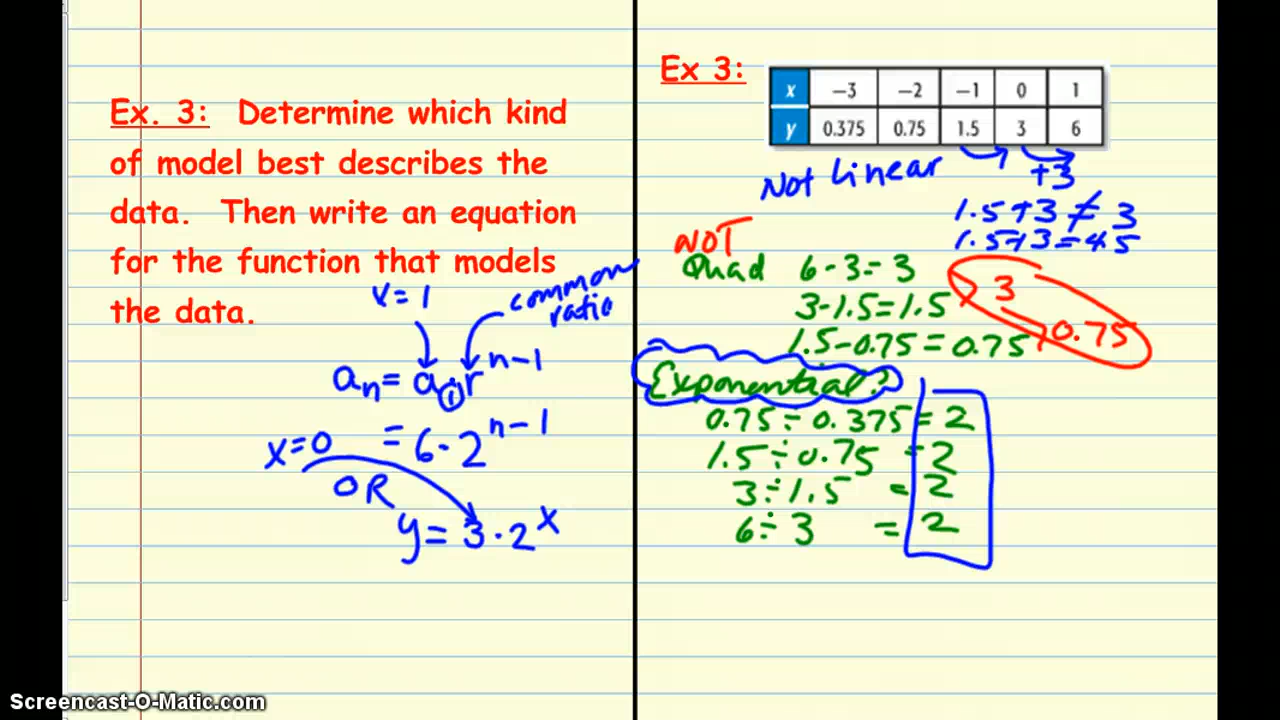 Ex. 3: Determine which kind
of model best describes the
data. Then write an equation
for the function that models
the data.
x=1
common
ratio
aₙ = a₁ · r^(n-1)
x=0 = 6·2^(n-1)
OR
y = 3·2^x
Ex 3:
x -3 -2 -1 0 1
y 0.375 0.75 1.5 3 6
Not Linear +3
1.5+3 ≠ 3
1.5+3=4.5
NOT
Quad 6-3=3
3-1.5=1.5 > 3
1.5-0.75=0.75 > 0.75
Exponential?
0.75÷0.375=2
1.5÷0.75=2
3÷1.5=2
6÷3=2
Screencast-O-Matic.com